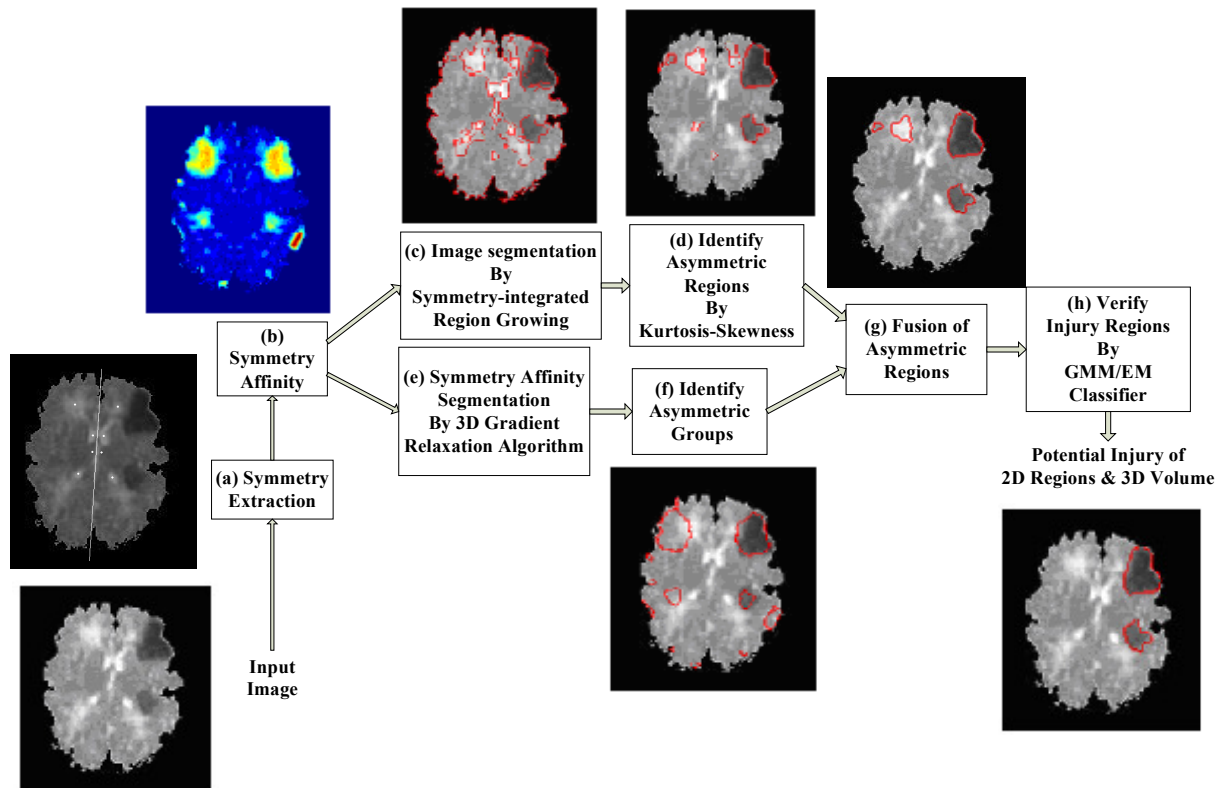 (c) Image segmentation
By
Symmetry-integrated
Region Growing
(d) Identify
Asymmetric
Regions
By
Kurtosis-Skewness
(b)
Symmetry
Affinity
(e) Symmetry Affinity
Segmentation
By 3D Gradient
Relaxation Algorithm
(f) Identify
Asymmetric
Groups
(g) Fusion of
Asymmetric
Regions
(h) Verify
Injury Regions
By
GMM/EM
Classifier
(a) Symmetry
Extraction
Potential Injury of
2D Regions & 3D Volume
Input
Image